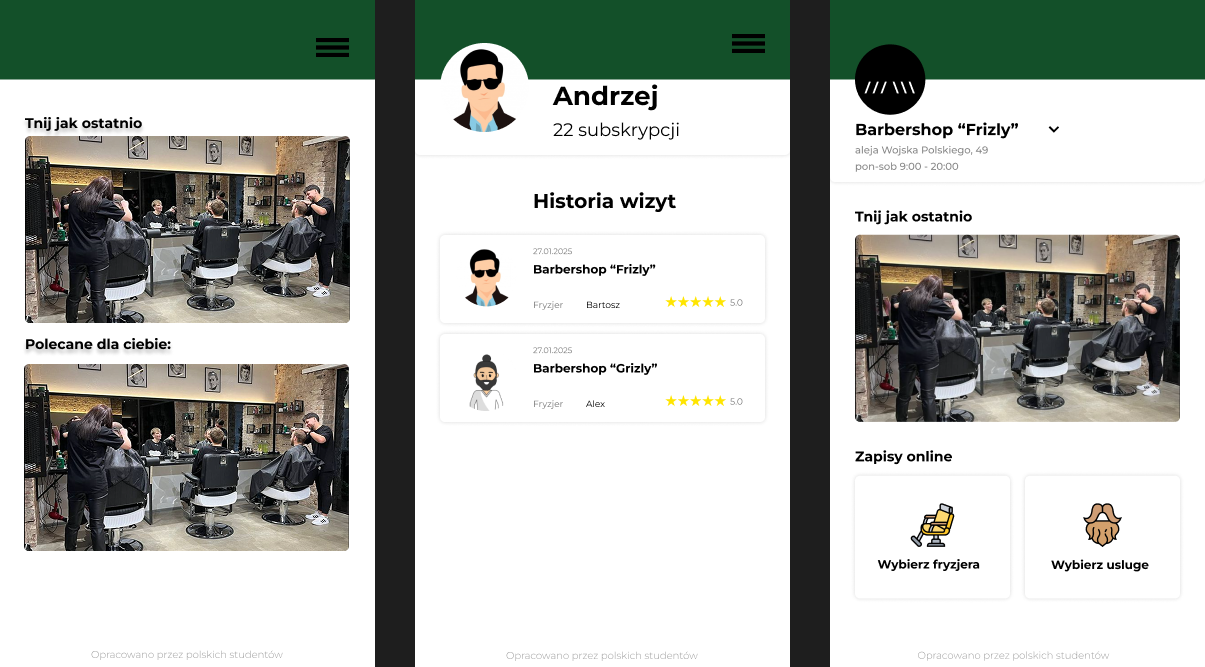 Tnij jak ostatnio
Polecane dla ciebie:
Opracowano przez polskich studentów
Andrzej
22 subskrypcji
Historia wizyt
27.01.2025
Barbershop “Frizly”
Fryzjer Bartosz ★★★★★ 5.0
27.01.2025
Barbershop “Grizly”
Fryzjer Alex ★★★★★ 5.0
Opracowano przez polskich studentów
Barbershop “Frizly”
aleja Wojska Polskiego, 49
pon-sob 9:00 - 20:00
Tnij jak ostatnio
Zapisy online
Wybierz fryzjera
Wybierz usluge
Opracowano przez polskich studentów